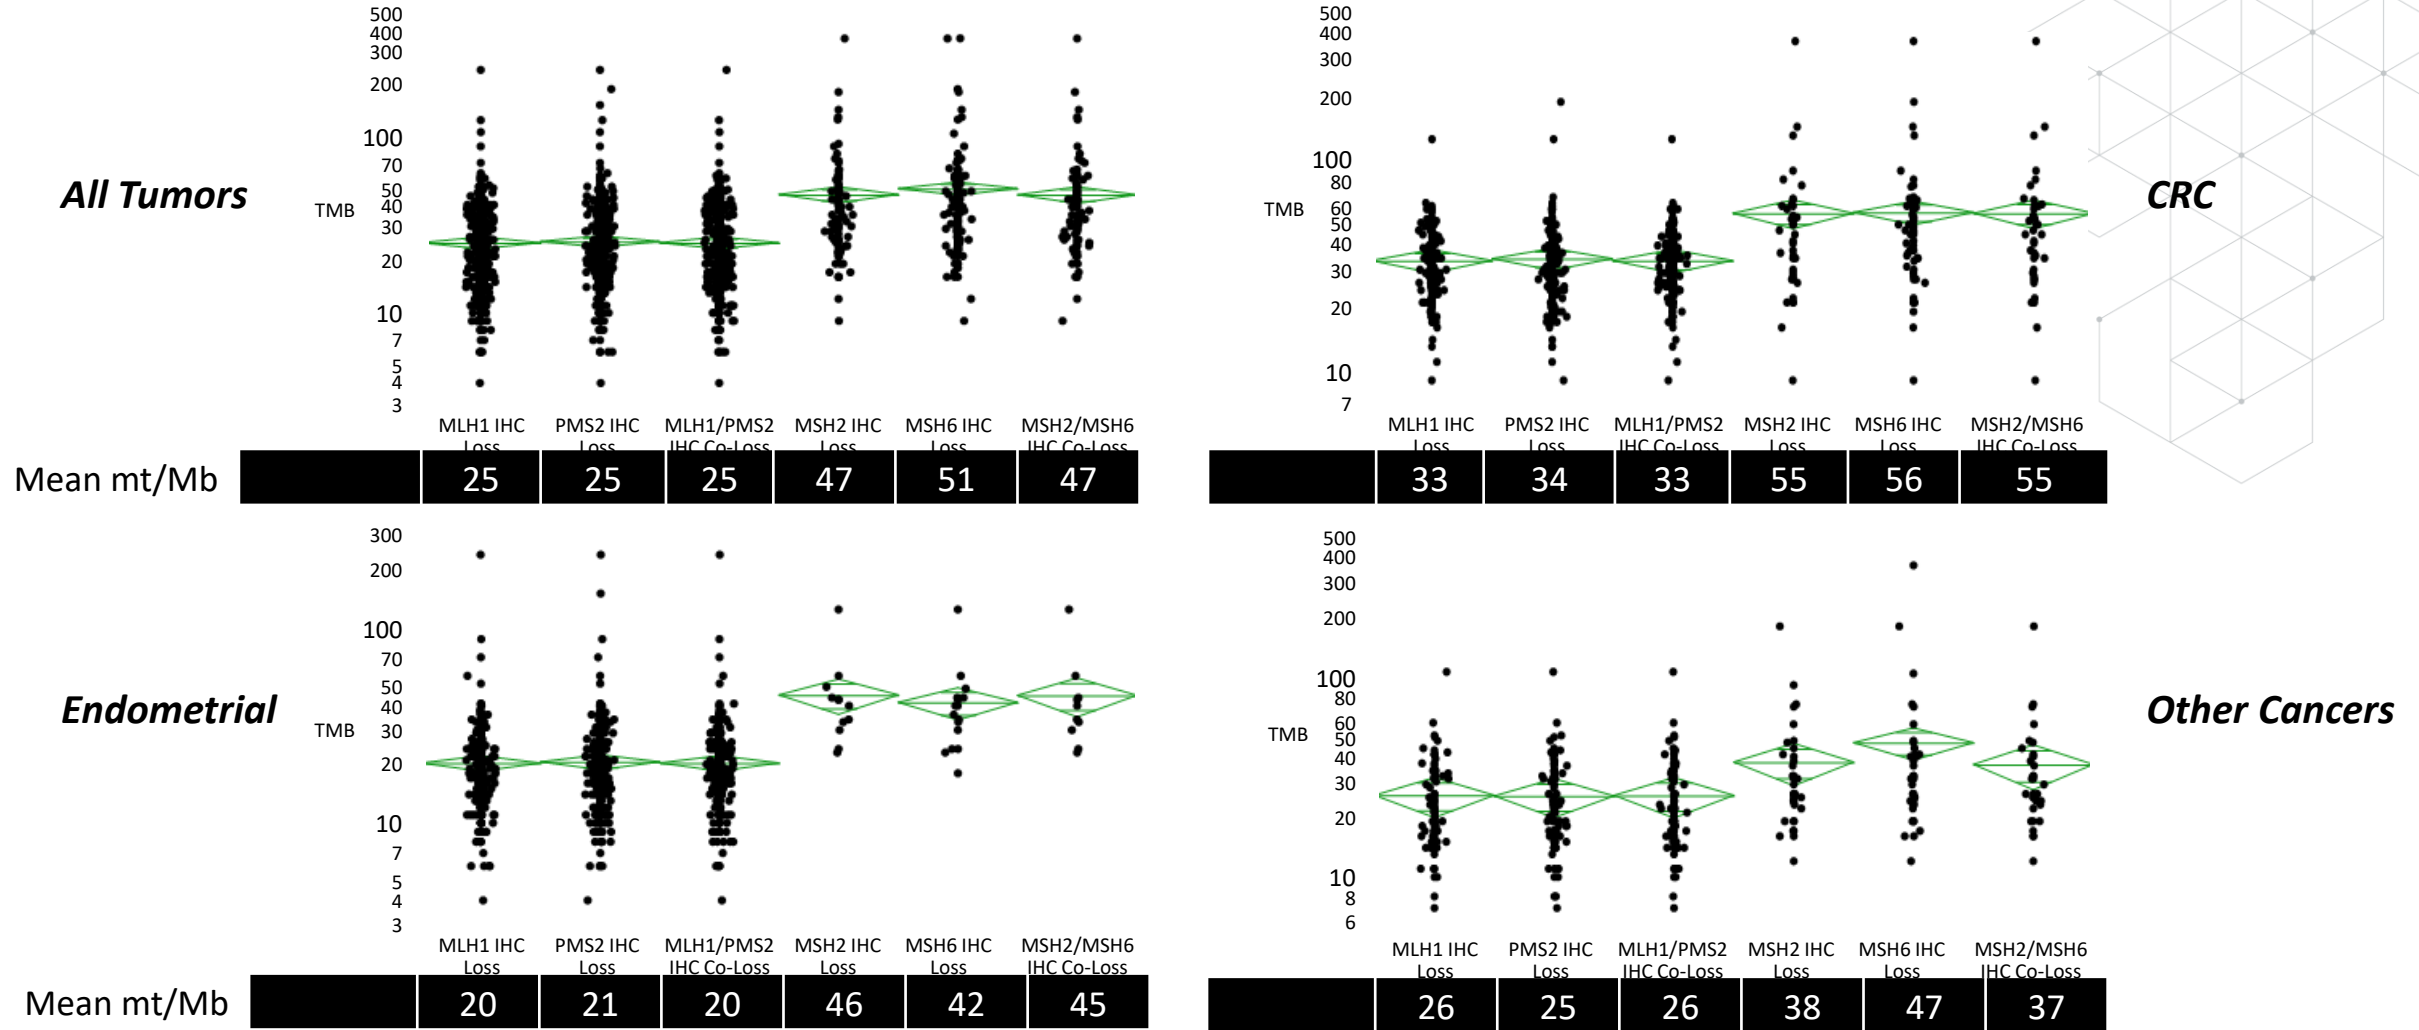 All Tumors
TMB
500
400
300
200
100
70
50
40
30
20
10
7
5
4
3
MLH1 IHC PMS2 IHC MLH1/PMS2 MSH2 IHC MSH6 IHC MSH2/MSH6
Loss Loss IHC Co-Loss Loss Loss IHC Co-Loss
Mean mt/Mb 25 25 25 47 51 47
CRC
TMB
500
400
300
200
100
80
60
50
40
30
20
10
7
MLH1 IHC PMS2 IHC MLH1/PMS2 MSH2 IHC MSH6 IHC MSH2/MSH6
Loss Loss IHC Co-Loss Loss Loss IHC Co-Loss
33 34 33 55 56 55
Endometrial
TMB
300
200
100
70
50
40
30
20
10
7
5
4
3
MLH1 IHC PMS2 IHC MLH1/PMS2 MSH2 IHC MSH6 IHC MSH2/MSH6
Loss Loss IHC Co-Loss Loss Loss IHC Co-Loss
Mean mt/Mb 20 21 20 46 42 45
Other Cancers
TMB
500
400
300
200
100
80
60
50
40
30
20
10
8
6
MLH1 IHC PMS2 IHC MLH1/PMS2 MSH2 IHC MSH6 IHC MSH2/MSH6
Loss Loss IHC Co-Loss Loss Loss IHC Co-Loss
26 25 26 38 47 37